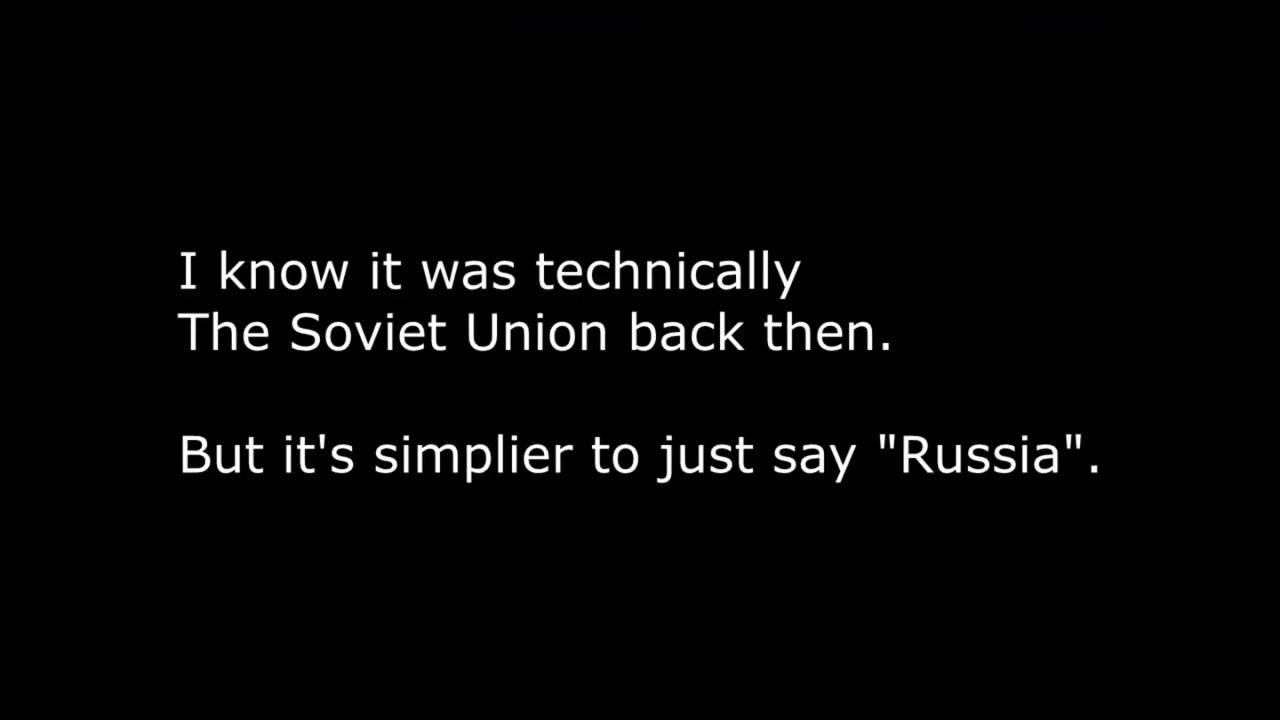 I know it was technically
The Soviet Union back then.
But it's simplier to just say "Russia".